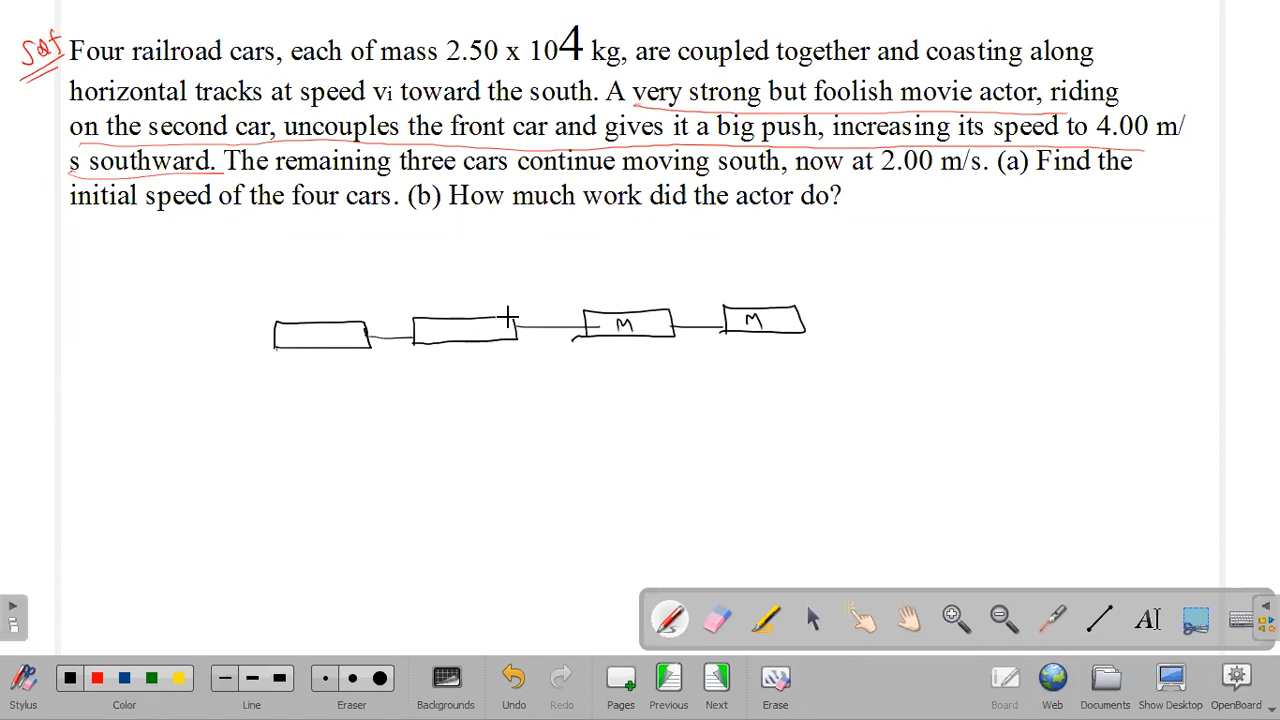 Sol
Four railroad cars, each of mass 2.50 x 104 kg, are coupled together and coasting along
horizontal tracks at speed vi toward the south. A very strong but foolish movie actor, riding
on the second car, uncouples the front car and gives it a big push, increasing its speed to 4.00 m/
s southward. The remaining three cars continue moving south, now at 2.00 m/s. (a) Find the
initial speed of the four cars. (b) How much work did the actor do?
M M
Stylus Color Line Eraser Backgrounds Undo Redo Pages Previous Next Erase Board Web Documents Show Desktop OpenBoard